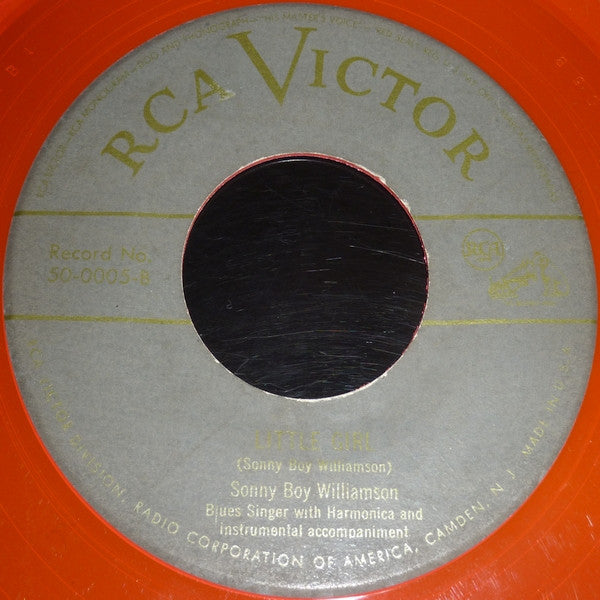 RCA VICTOR
Record No.
50-0005-B
RCA
LITTLE GIRL
(Sonny Boy Williamson)
Sonny Boy Williamson
Blues Singer with Harmonica and
instrumental accompaniment
RCA VICTOR DIVISION, RADIO CORPORATION OF AMERICA, CAMDEN, N. J. MADE IN U.S.A.